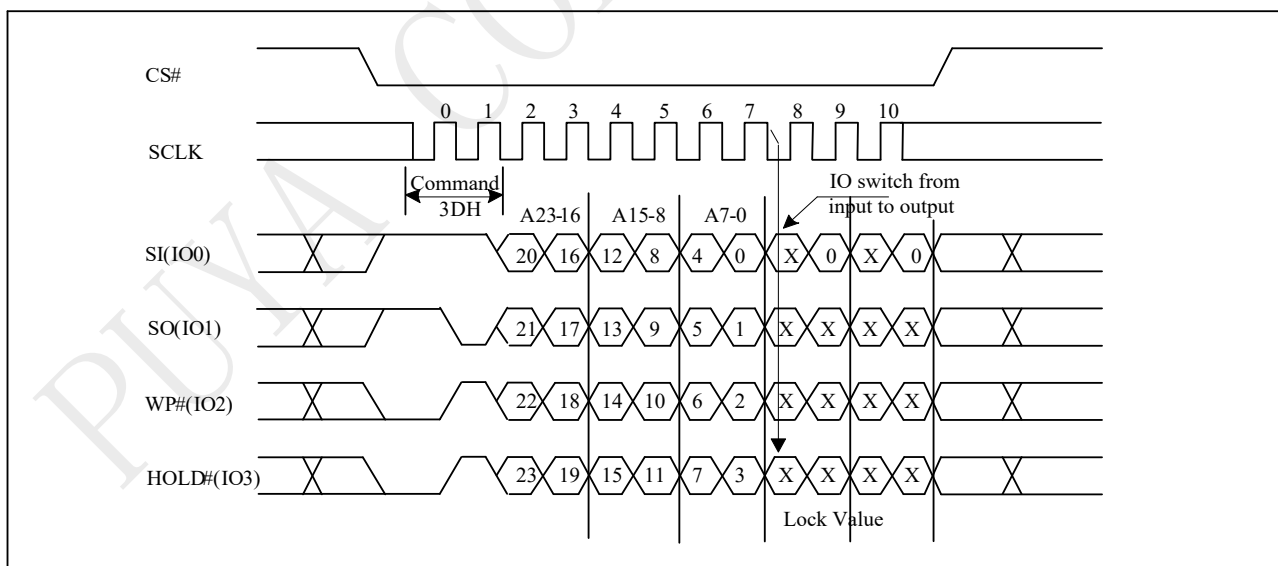 PUYA CO
CS#
0 1 2 3 4 5 6 7 8 9 10
SCLK
Command
3DH
IO switch from
input to output
A23-16 A15-8 A7-0
SI(IO0) 20 16 12 8 4 0 X 0 X 0
SO(IO1) 21 17 13 9 5 1 X X X X
WP#(IO2) 22 18 14 10 6 2 X X X X
HOLD#(IO3) 23 19 15 11 7 3 X X X X
Lock Value